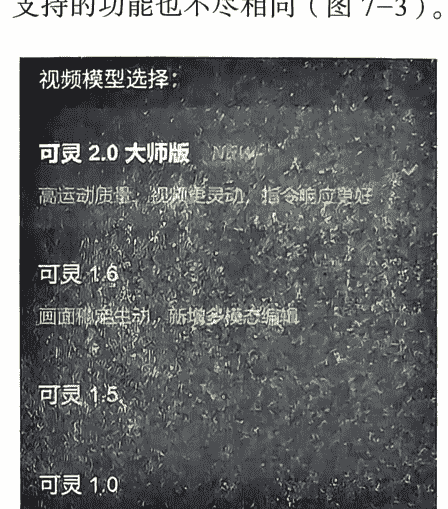 支持的功能也不尽相同（图 7-3）。
视频模型选择：
可灵 2.0 大师版 NEW
高运动质量，视频更灵动，指令响应更好
可灵 1.6
画面稳定生动，新增多模态编辑
可灵 1.5
可灵 1.0